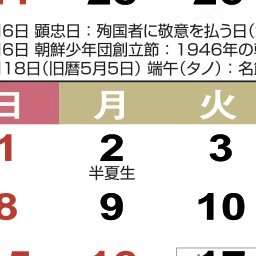 6日 顕忠日：殉国者に敬意を払う日
6日 朝鮮少年団創立節：1946年の
18日(旧暦5月5日) 端午(タノ)：名
日 月 火
1 2 3
半夏生
8 9 10